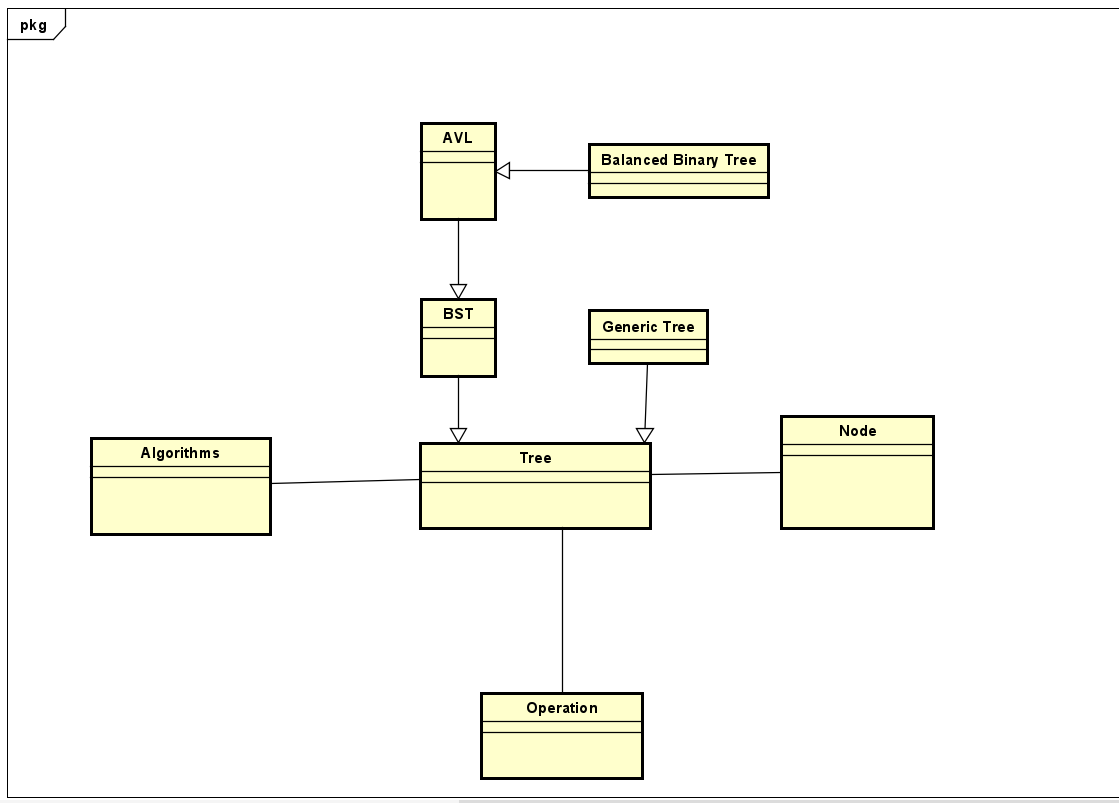 pkg
AVL
Balanced Binary Tree
BST
Generic Tree
Node
Algorithms
Tree
Operation